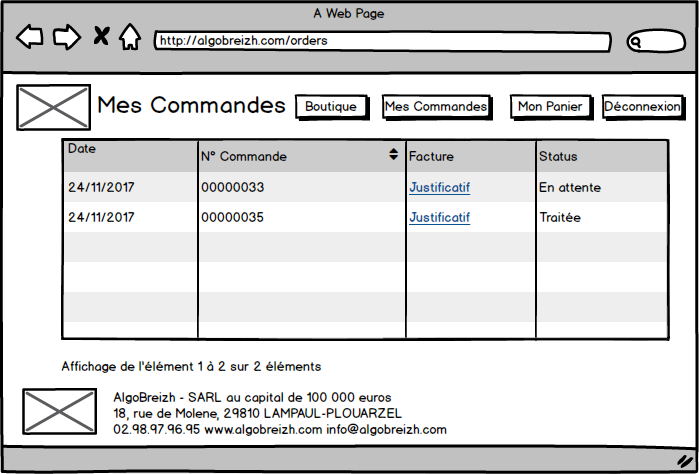 A Web Page
http://algobreizh.com/orders
Mes Commandes
Boutique
Mes Commandes
Mon Panier
Déconnexion
Date N° Commande Facture Status
24/11/2017 00000033 Justificatif En attente
24/11/2017 00000035 Justificatif Traitée
Affichage de l'élément 1 à 2 sur 2 éléments
AlgoBreizh - SARL au capital de 100 000 euros
18, rue de Molene, 29810 LAMPAUL-PLOUARZEL
02.98.97.96.95 www.algobreizh.com info@algobreizh.com